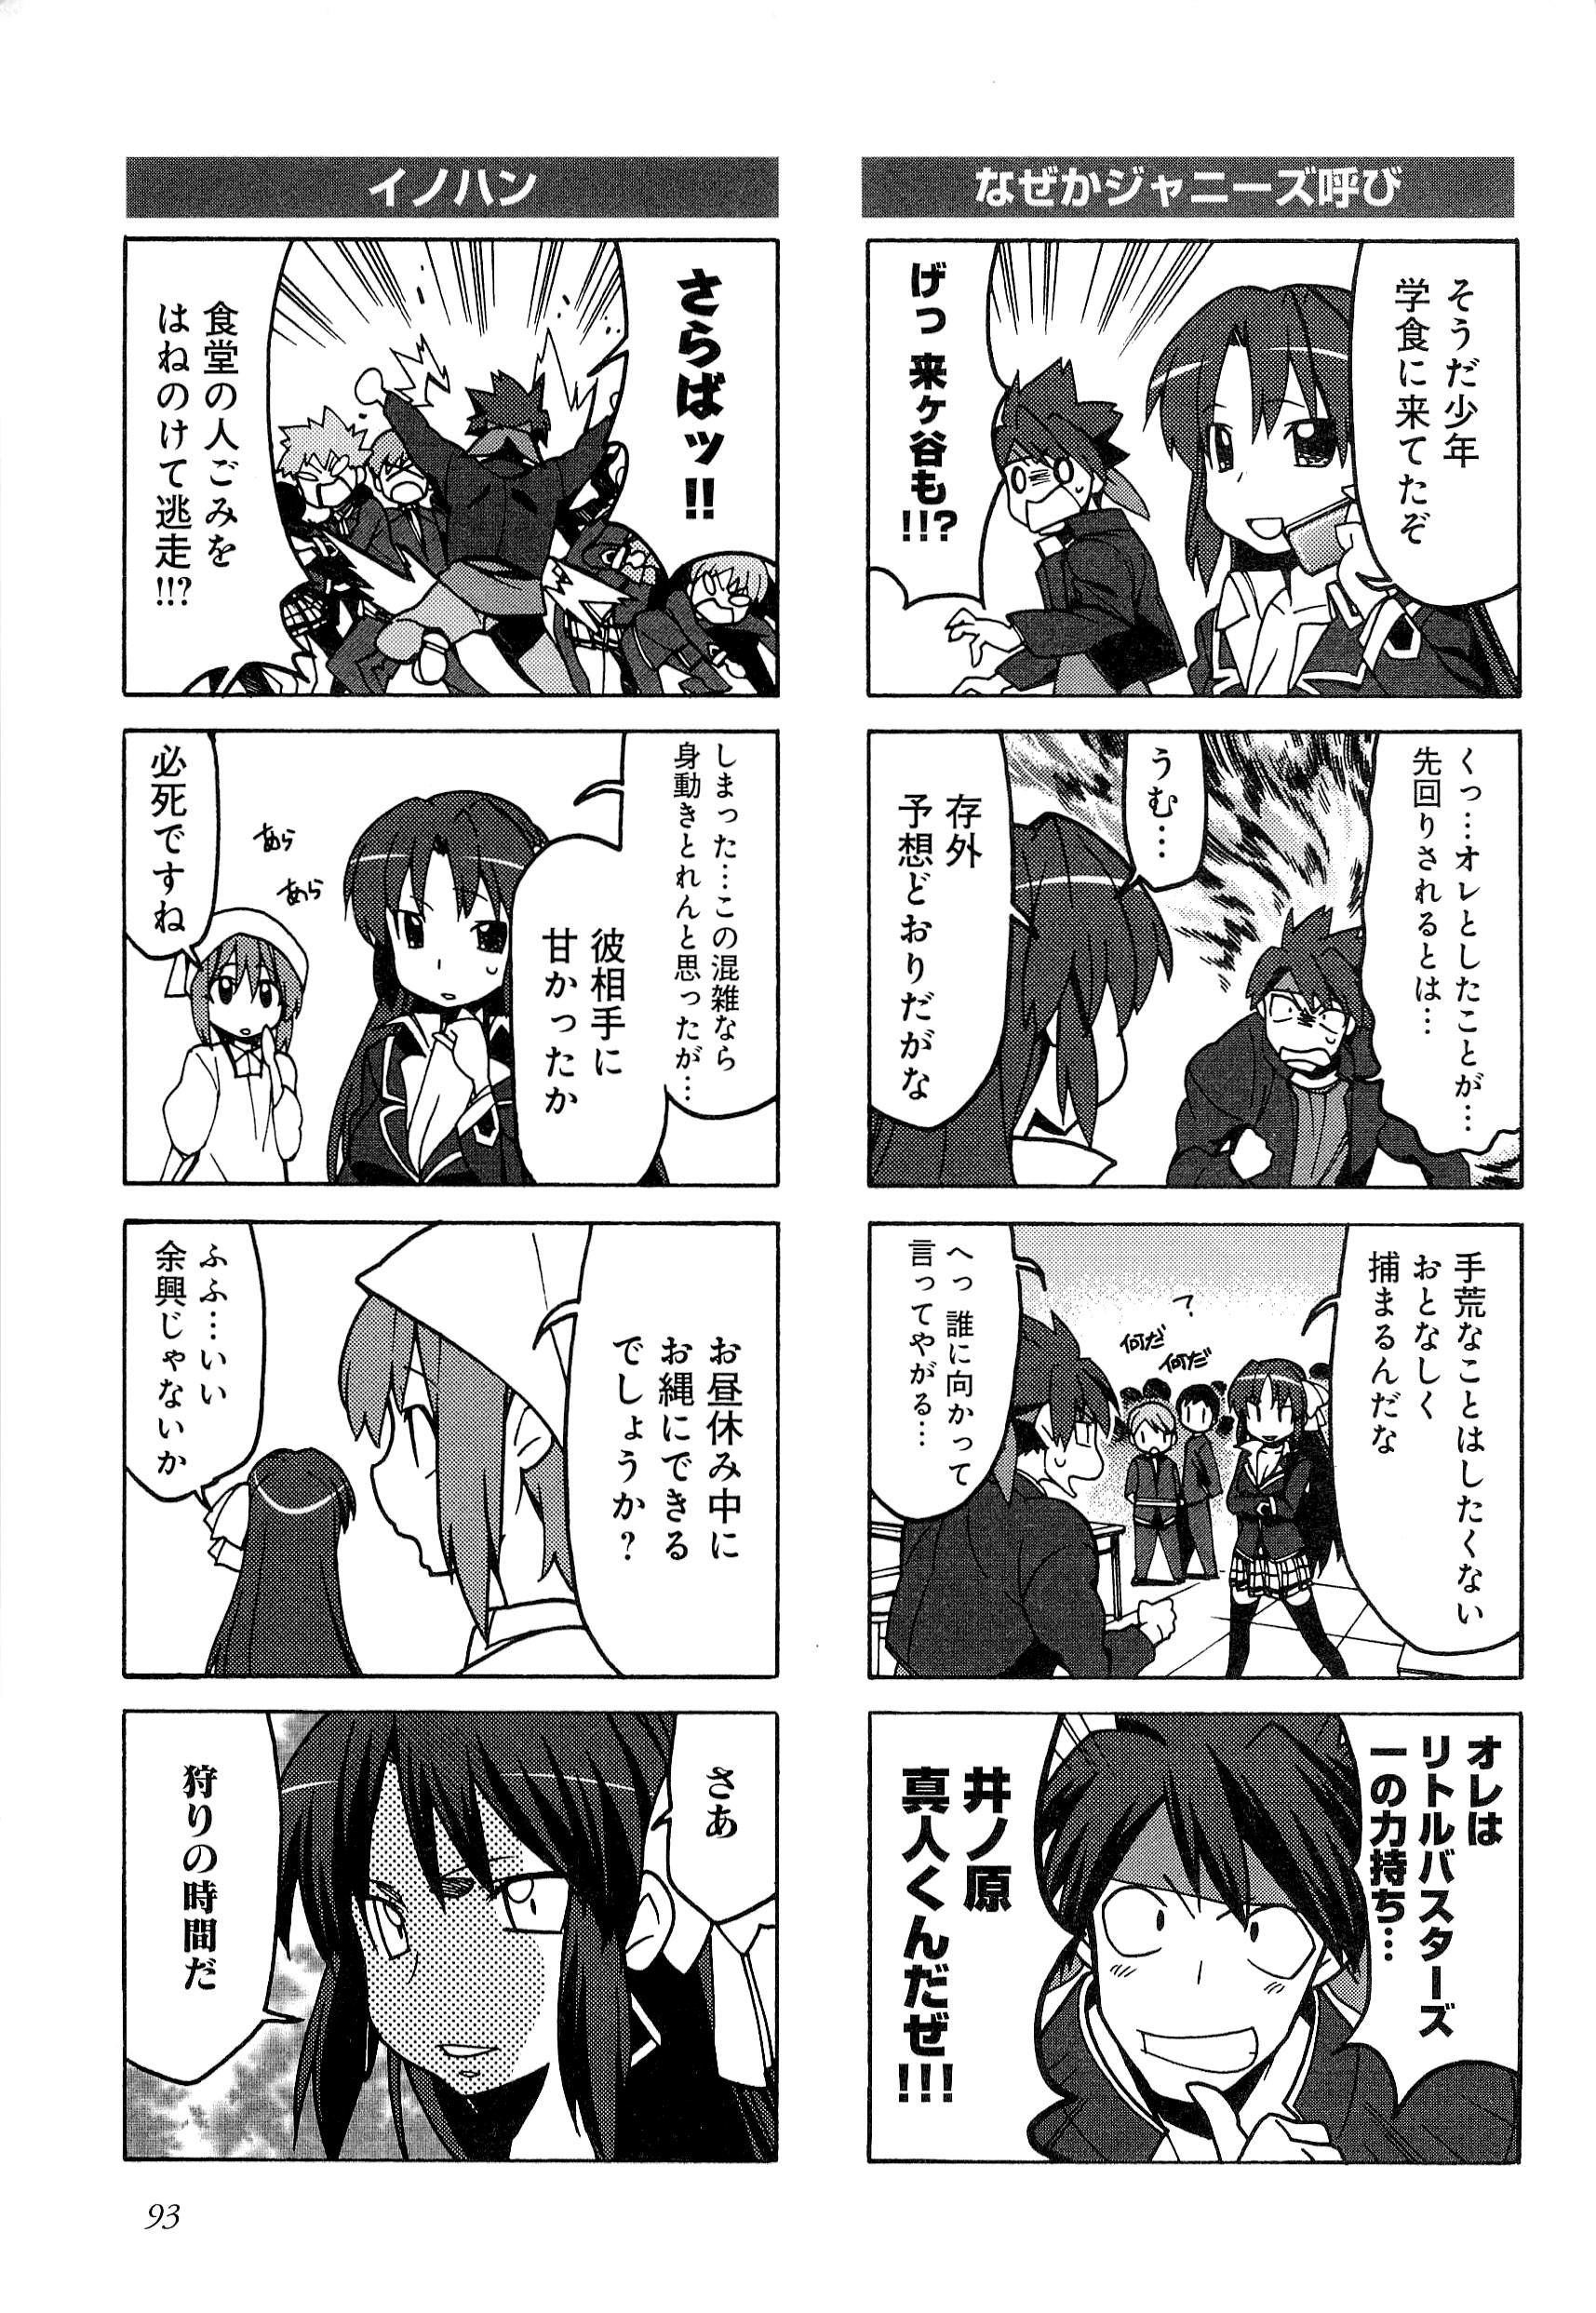 なぜかジャニーズ呼び
そうだ少年
学食に来てたぞ
げっ 来ヶ谷も!!?
くっ…オレとしたことが…
先回りされるとは…
うむ…
存外
予想どおりだがな
手荒なことはしたくない
おとなしく
捕まるんだな
?
何だ
何だ
へっ 誰に向かって
言ってやがる…
オレは
リトルバスターズ
一の力持ち…
井ノ原
真人くんだぜ!!!
イノハン
さらばッ!!
食堂の人ごみを
はねのけて逃走!!?
しまった…この混雑なら
身動きとれんと思ったが…
彼相手に
甘かったか
あら
あら
必死ですね
お昼休み中に
お縄にできる
でしょうか?
ふふ…いい
余興じゃないか
さあ
狩りの時間だ
93